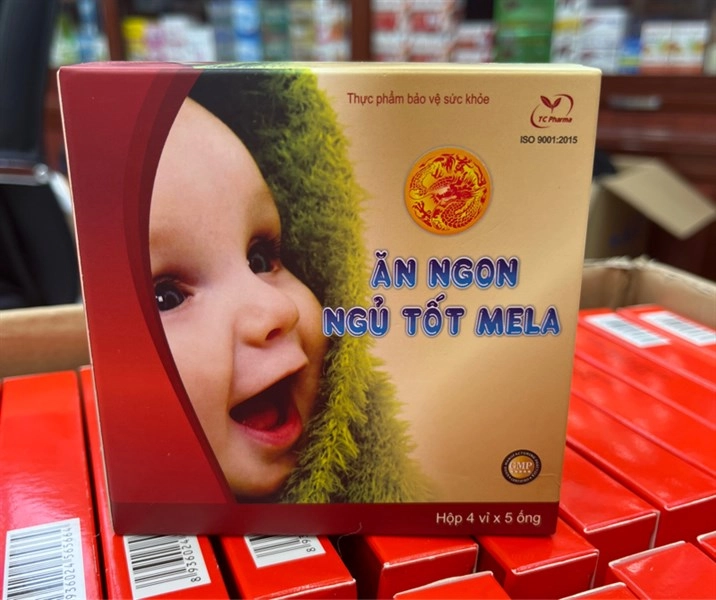 Thực phẩm bảo vệ sức khỏe
TC Pharma
ISO 9001:2015
ĂN NGON
NGỦ TỐT MELA
GMP
Hộp 4 vỉ x 5 ống
8936024565664